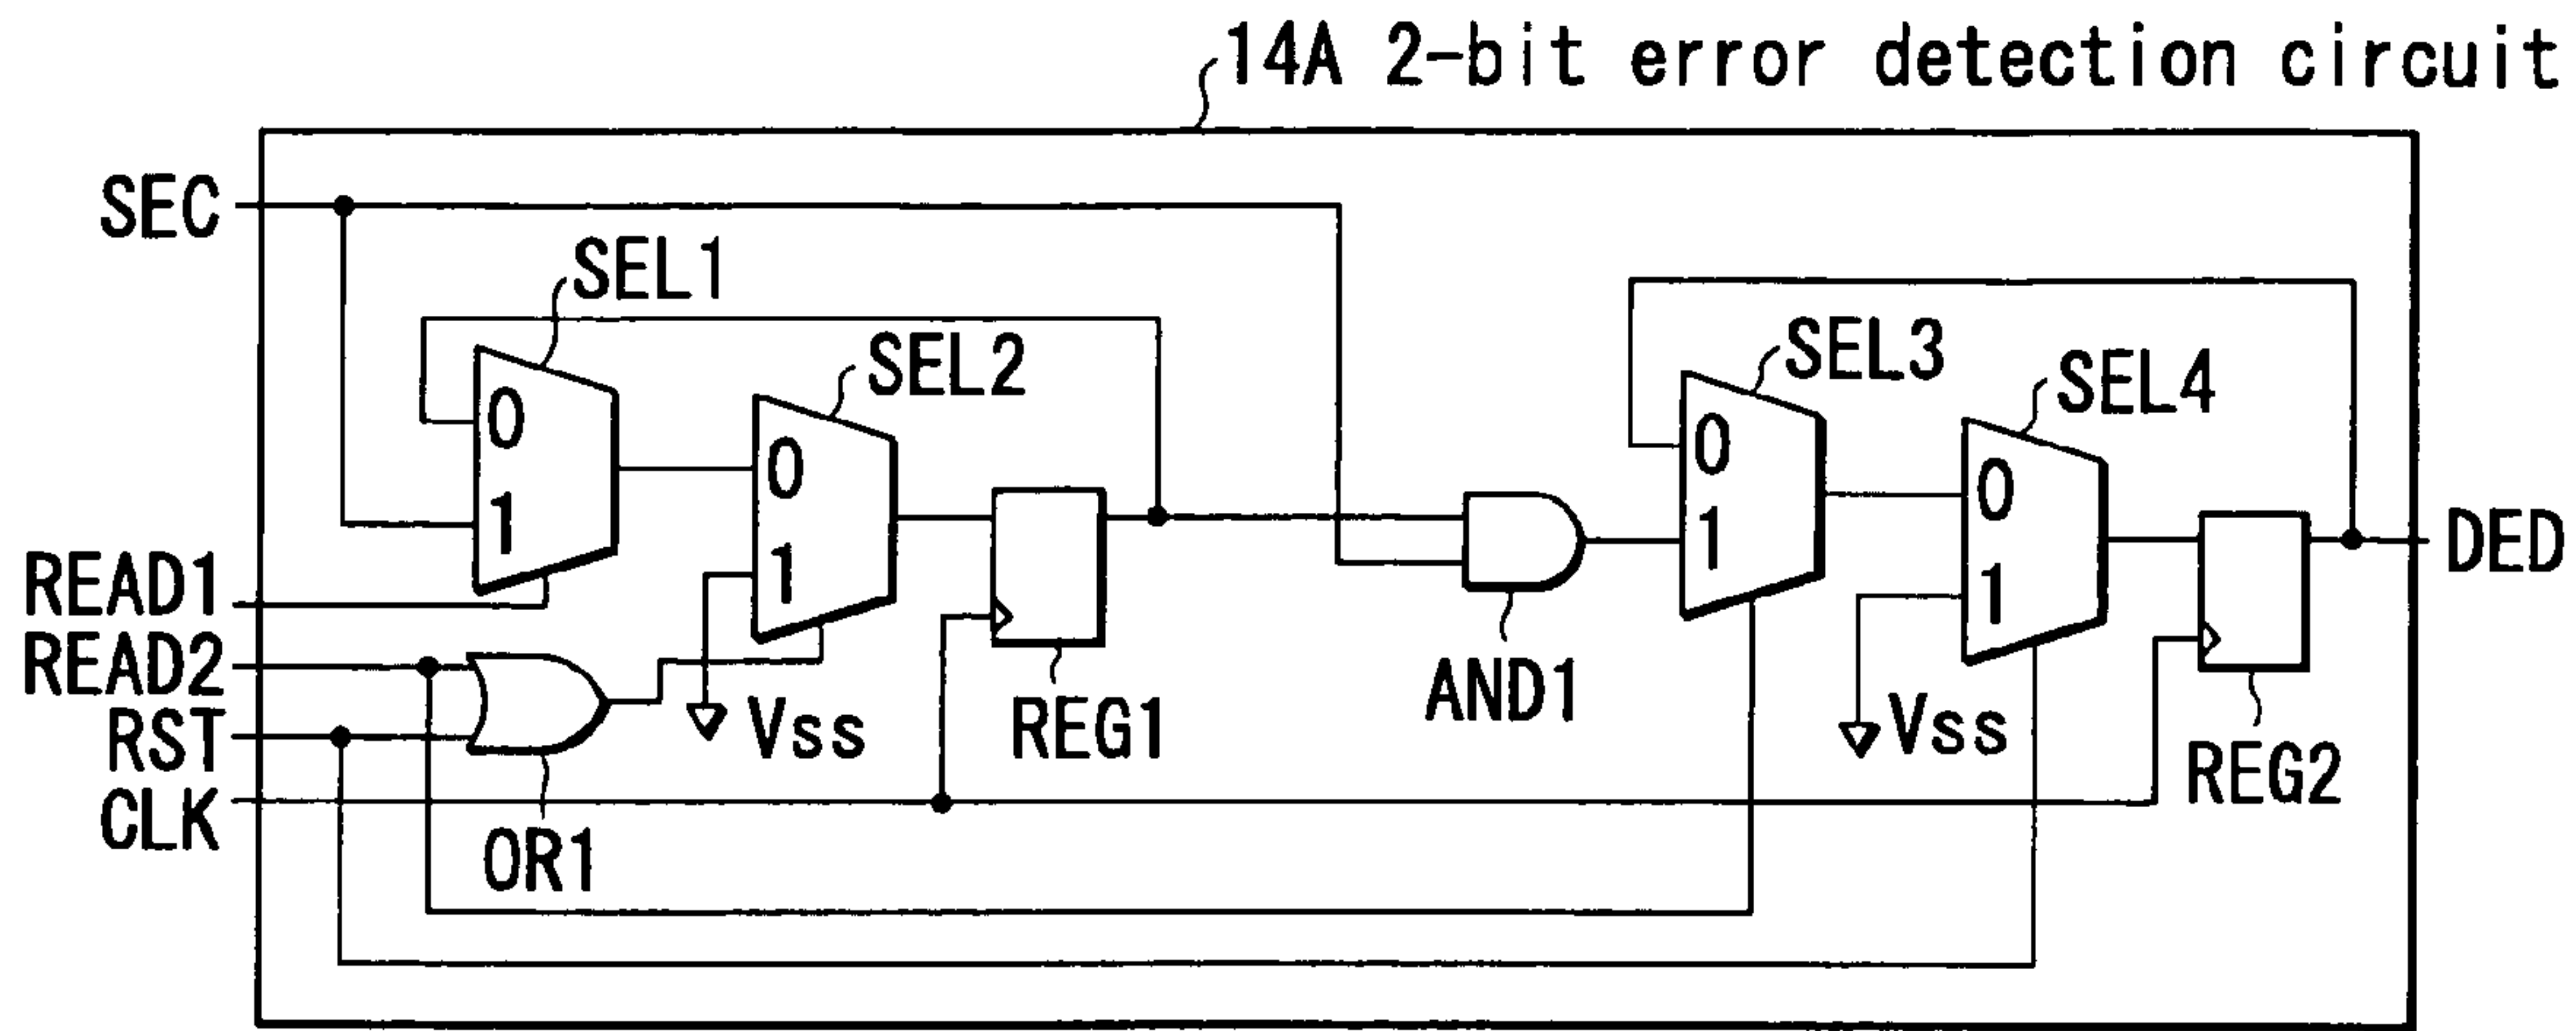 14A 2-bit error detection circuit
SEC
SEL1
SEL2
SEL3
SEL4
0
1
0
1
0
1
0
1
READ1
READ2
RST
CLK
OR1
Vss
REG1
AND1
Vss
REG2
DED